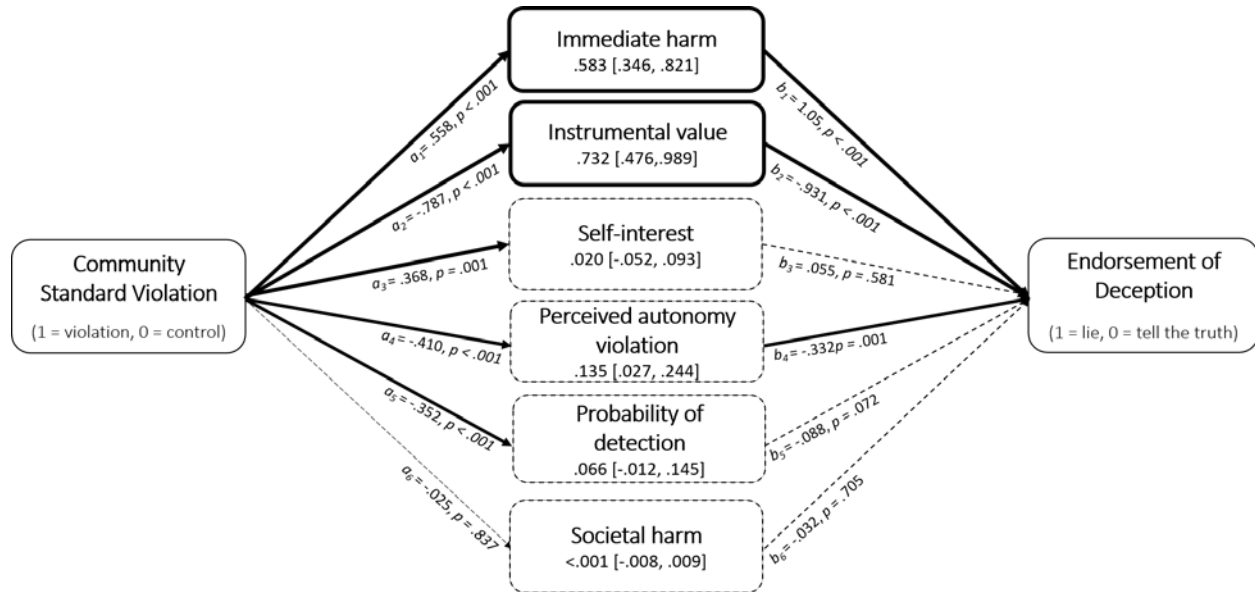 Immediate harm
.583 [.346, .821]
Instrumental value
.732 [.476,.989]
Self-interest
.020 [-.052, .093]
Perceived autonomy
violation
.135 [.027, .244]
Probability of
detection
.066 [-.012, .145]
Societal harm
<.001 [-.008, .009]
Community
Standard Violation
(1 = violation, 0 = control)
Endorsement of
Deception
(1 = lie, 0 = tell the truth)
a1= .558, p < .001
a2= -.787, p < .001
a3= .368, p = .001
a4= -.410, p < .001
a5= -.352, p < .001
a6= -.025, p = .837
b1= 1.05, p < .001
b2= -.931, p < .001
b3= .055, p = .581
b4= -.332p = .001
b5= -.088, p = .072
b6= -.032, p = .705